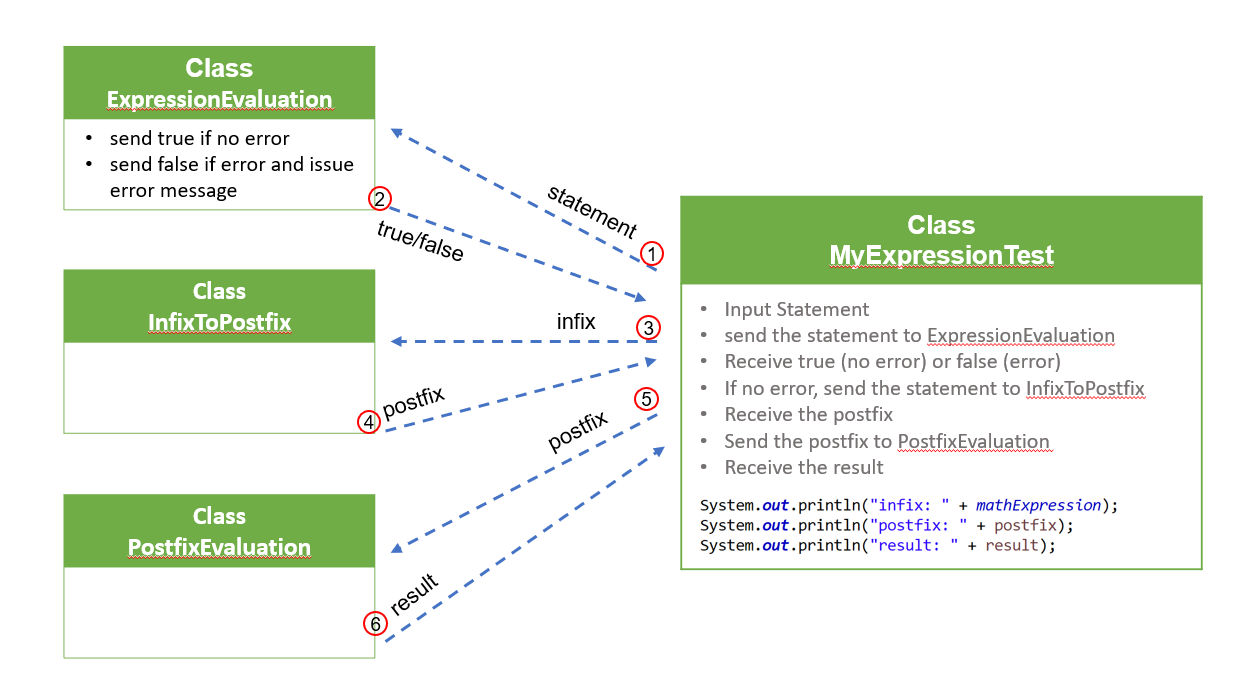 Class
ExpressionEvaluation
• send true if no error
• send false if error and issue
error message
2
true/false
statement
1
Class
InfixToPostfix
infix
3
4
postfix
5
postfix
Class
PostfixEvaluation
6
result
Class
MyExpressionTest
• Input Statement
• send the statement to ExpressionEvaluation
• Receive true (no error) or false (error)
• If no error, send the statement to InfixToPostfix
• Receive the postfix
• Send the postfix to PostfixEvaluation
• Receive the result
System.out.println("infix: " + mathExpression);
System.out.println("postfix: " + postfix);
System.out.println("result: " + result);